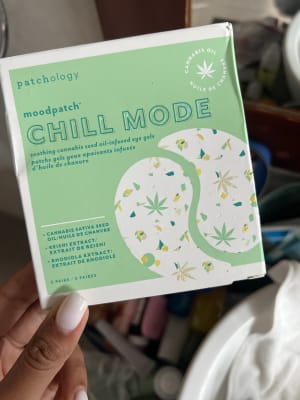 patchology
CANNABIS OIL
HUILE DE CHANVRE
moodpatch™
CHILL MODE
soothing cannabis seed oil-infused eye gels
patchs gels yeux apaisants infusés
d'huile de chanvre
• CANNABIS SATIVA SEED
OIL/HUILE DE CHANVRE
• REISHI EXTRACT/
EXTRAIT DE REISHI
• RHODIOLA EXTRACT/
EXTRAIT DE RHODIOLE
5 PAIRS / 5 PAIRES